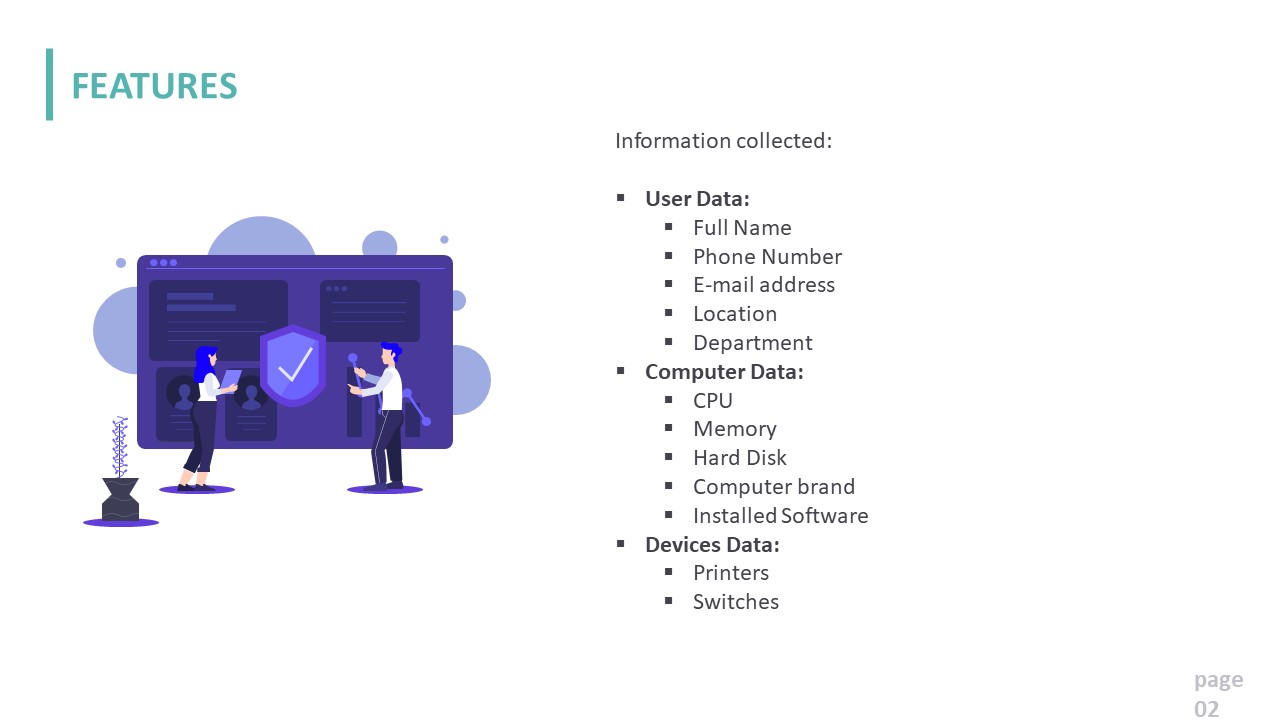 FEATURES
Information collected:
▪ User Data:
▪ Full Name
▪ Phone Number
▪ E-mail address
▪ Location
▪ Department
▪ Computer Data:
▪ CPU
▪ Memory
▪ Hard Disk
▪ Computer brand
▪ Installed Software
▪ Devices Data:
▪ Printers
▪ Switches
page
02